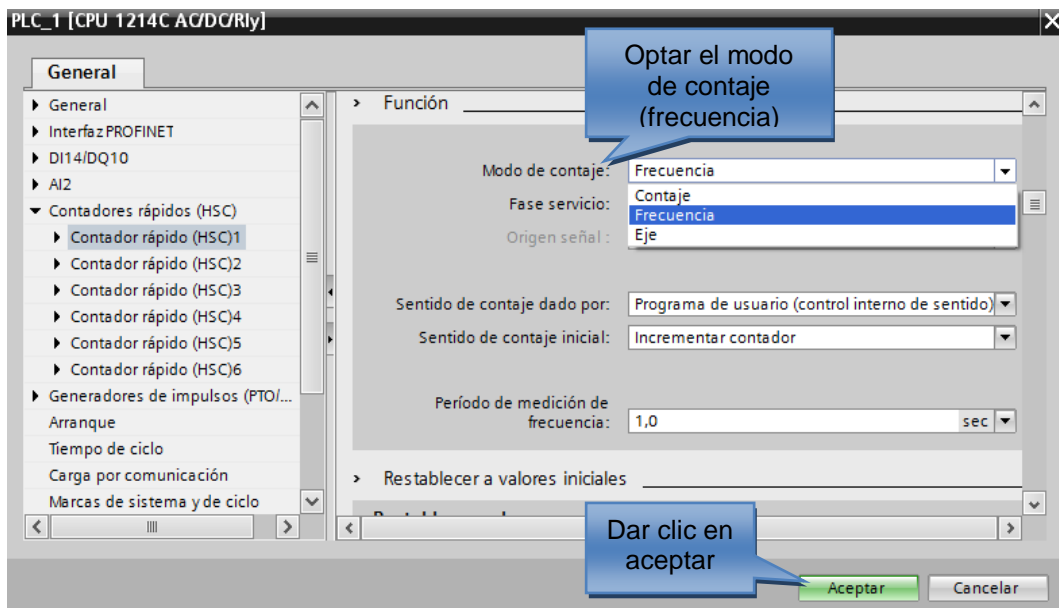 PLC_1 [CPU 1214C AC/DC/Rly]
General
General
Interfaz PROFINET
DI14/DQ10
AI2
Contadores rápidos (HSC)
Contador rápido (HSC)1
Contador rápido (HSC)2
Contador rápido (HSC)3
Contador rápido (HSC)4
Contador rápido (HSC)5
Contador rápido (HSC)6
Generadores de impulsos (PTO/...
Arranque
Tiempo de ciclo
Carga por comunicación
Marcas de sistema y de ciclo
Optar el modo
de contaje
(frecuencia)
Función
Modo de contaje: Frecuencia
Contaje
Frecuencia
Eje
Fase servicio:
Origen señal :
Sentido de contaje dado por: Programa de usuario (control interno de sentido)
Sentido de contaje inicial: Incrementar contador
Período de medición de
frecuencia: 1,0 sec
Restablecer a valores iniciales
Dar clic en
aceptar
Aceptar Cancelar